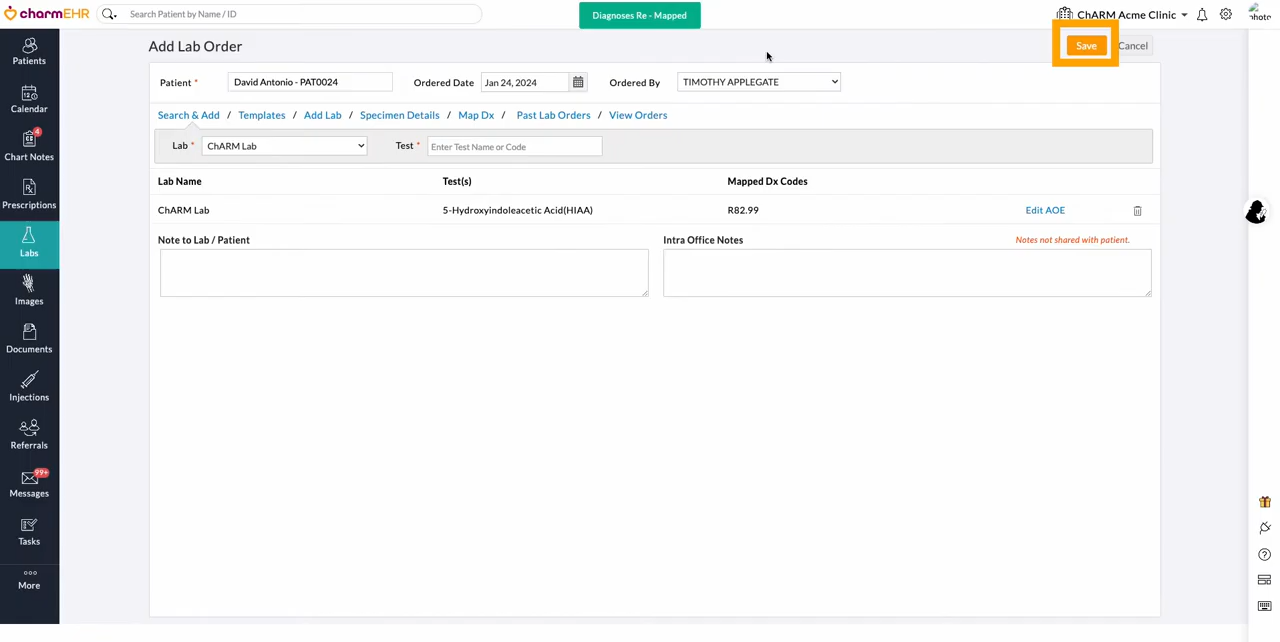 charmEHR
Search Patient by Name / ID
Diagnoses Re - Mapped
ChARM Acme Clinic
photo
Patients
Calendar
4
Chart Notes
Prescriptions
Labs
Images
Documents
Injections
Referrals
99+
Messages
Tasks
More
Add Lab Order
Save
Cancel
Patient *
David Antonio - PAT0024
Ordered Date
Jan 24, 2024
Ordered By
TIMOTHY APPLEGATE
Search & Add / Templates / Add Lab / Specimen Details / Map Dx / Past Lab Orders / View Orders
Lab *
ChARM Lab
Test *
Enter Test Name or Code
Lab Name
Test(s)
Mapped Dx Codes
ChARM Lab
5-Hydroxyindoleacetic Acid(HIAA)
R82.99
Edit AOE
Note to Lab / Patient
Intra Office Notes
Notes not shared with patient.